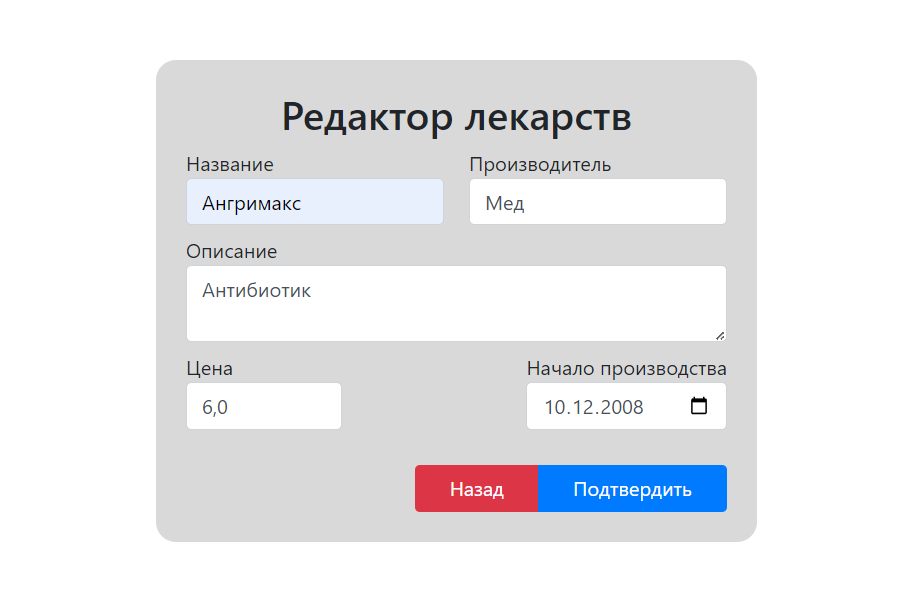 Редактор лекарств
Название
Производитель
Ангримакс
Мед
Описание
Антибиотик
Цена
Начало производства
6,0
10.12.2008
Назад
Подтвердить